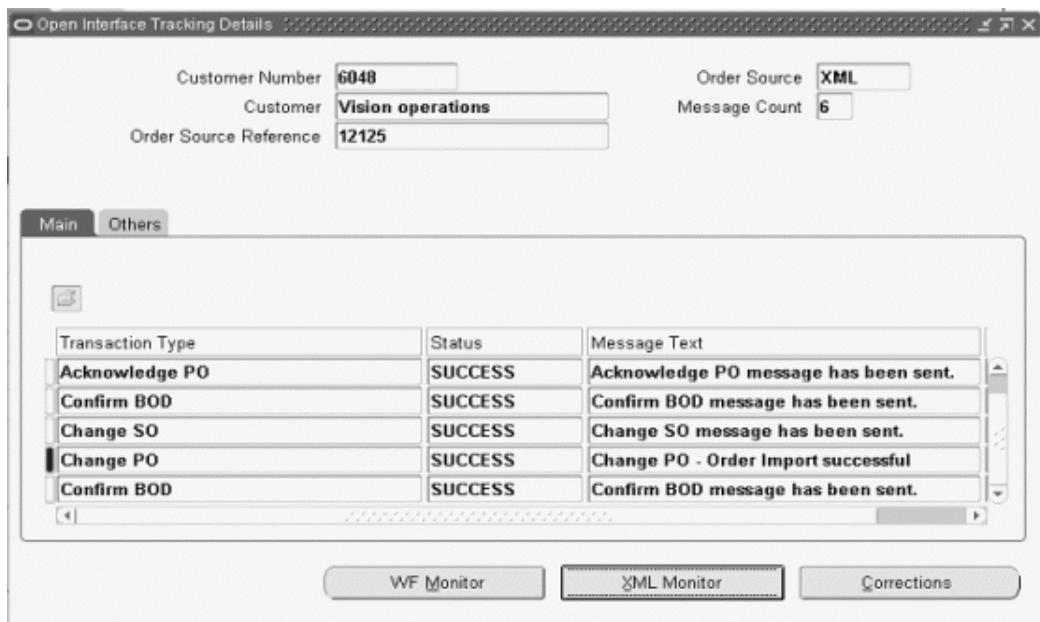 Open Interface Tracking Details
Customer Number 6048 Order Source XML
Customer Vision operations Message Count 6
Order Source Reference 12125
Main Others
Transaction Type Status Message Text
Acknowledge PO SUCCESS Acknowledge PO message has been sent.
Confirm BOD SUCCESS Confirm BOD message has been sent.
Change SO SUCCESS Change SO message has been sent.
Change PO SUCCESS Change PO - Order Import successful
Confirm BOD SUCCESS Confirm BOD message has been sent.
WF Monitor XML Monitor Corrections